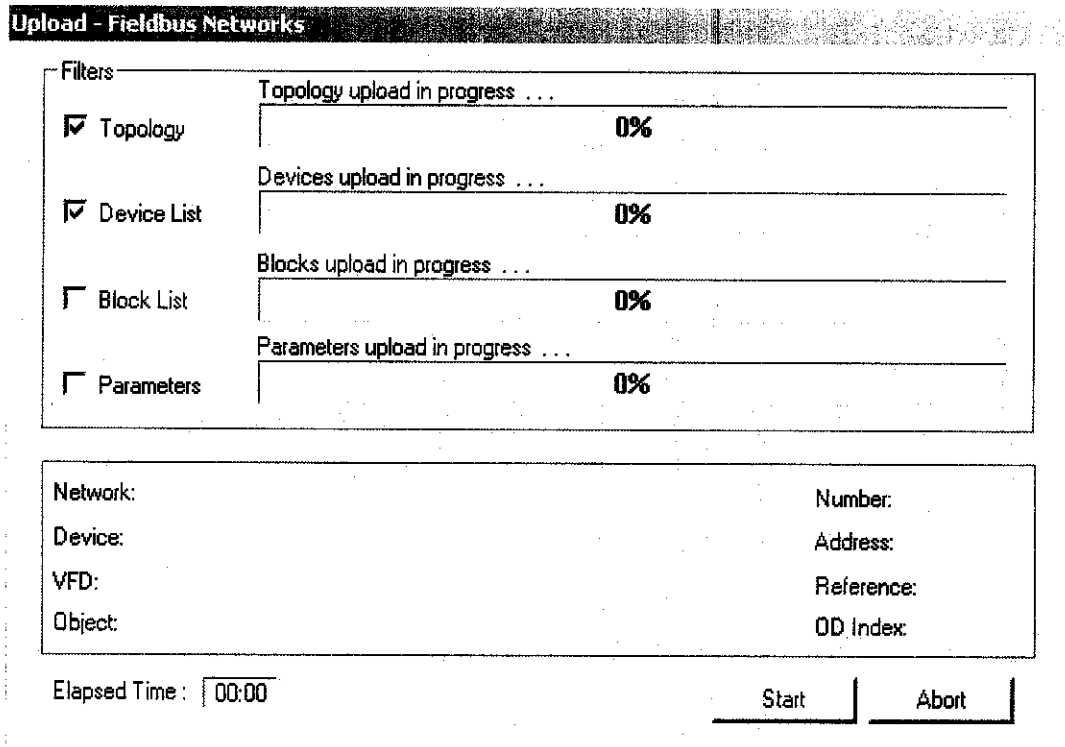 Upload - Fieldbus Networks
Filters
Topology upload in progress ...
Topology
0%
Devices upload in progress ...
Device List
0%
Blocks upload in progress ...
Block List
0%
Parameters upload in progress ...
Parameters
0%
Network:
Number:
Device:
Address:
VFD:
Reference:
Object:
OD Index:
Elapsed Time : 00:00
Start
Abort